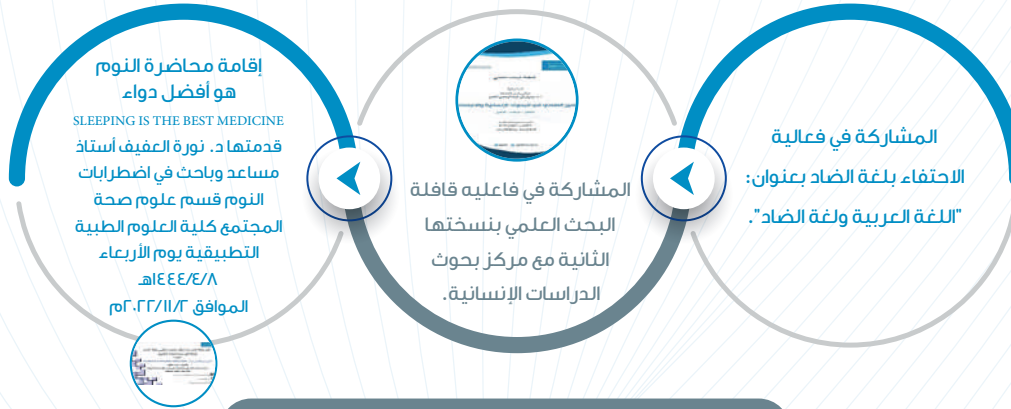 المشاركة في فعالية
الاحتفاء بلغة الضاد بعنوان:
"اللغة العربية ولغة الضاد".
المشاركة في فاعليه قافلة
البحث العلمي بنسختها
الثانية مع مركز بحوث
الدراسات الإنسانية.
إقامة محاضرة النوم
هو أفضل دواء
SLEEPING IS THE BEST MEDICINE
قدمتها د. نورة العفيف أستاذ
مساعد وباحث في اضطرابات
النوم قسم علوم صحة
المجتمع كلية العلوم الطبية
التطبيقية يوم الأربعاء
١٤٤٤/٤/٨هـ
الموافق ٢٠٢٢/١١/٢م